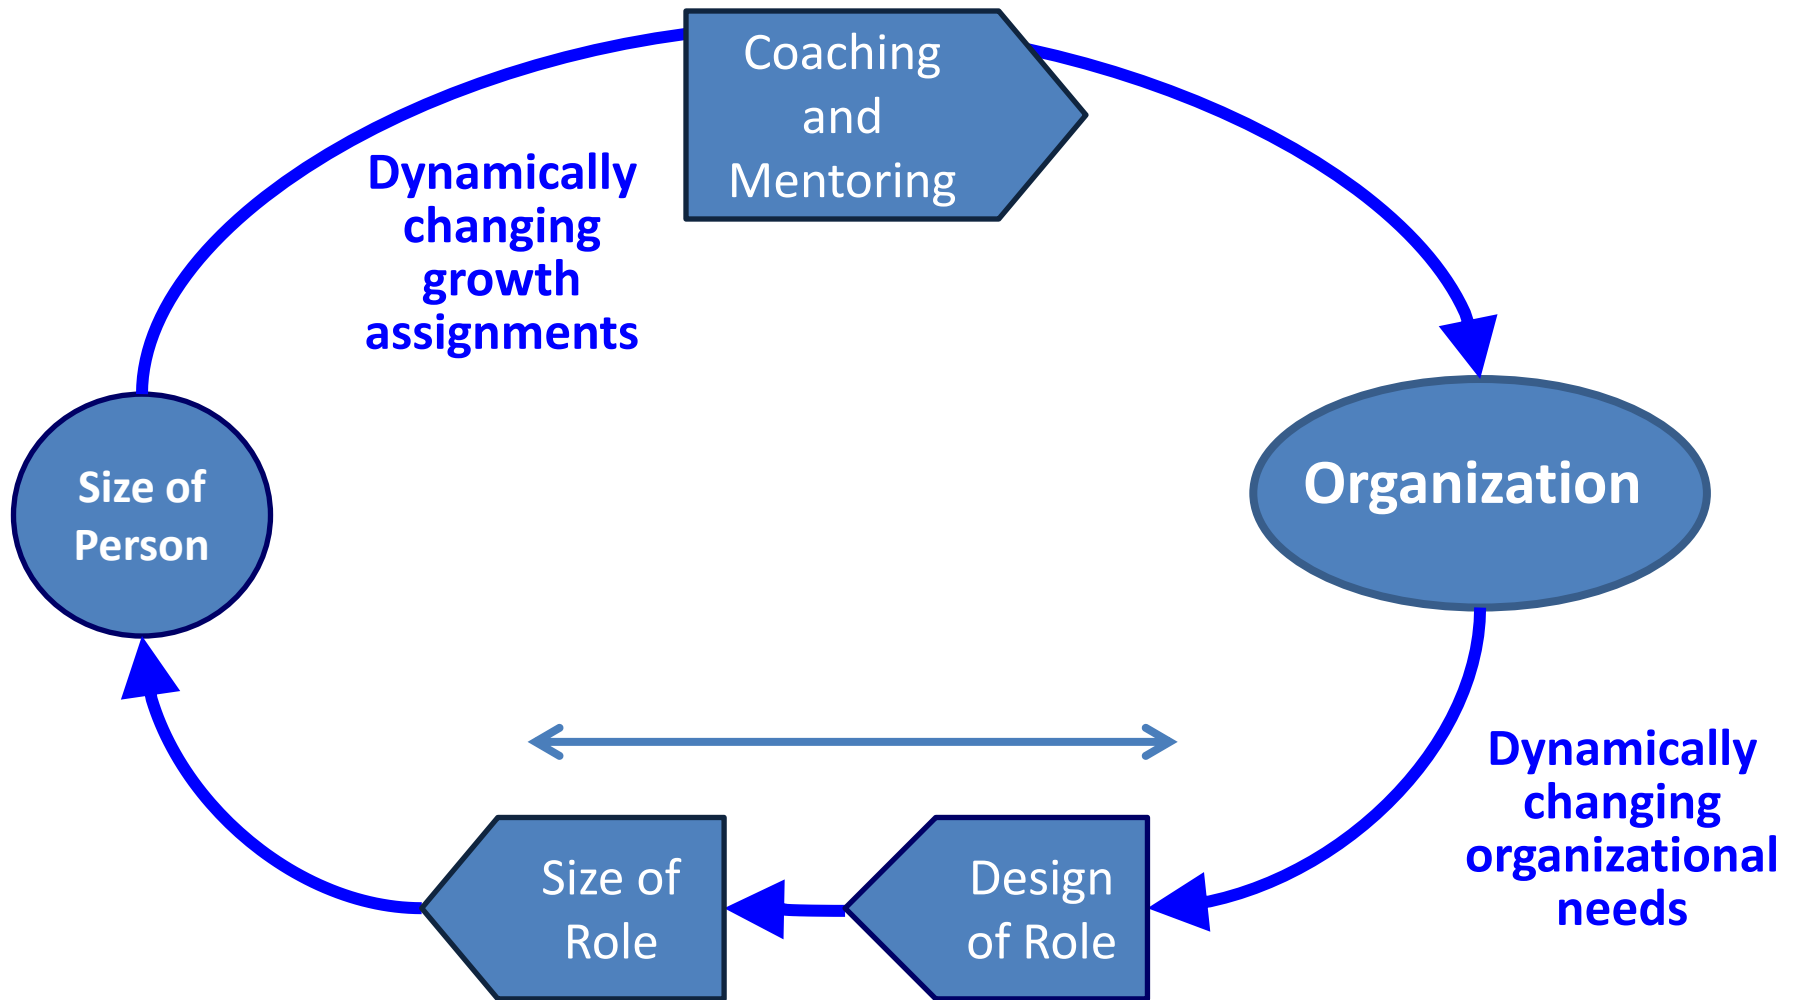 Coaching
and
Mentoring
Dynamically
changing
growth
assignments
Size of
Person
Organization
Dynamically
changing
organizational
needs
Size of
Role
Design
of Role